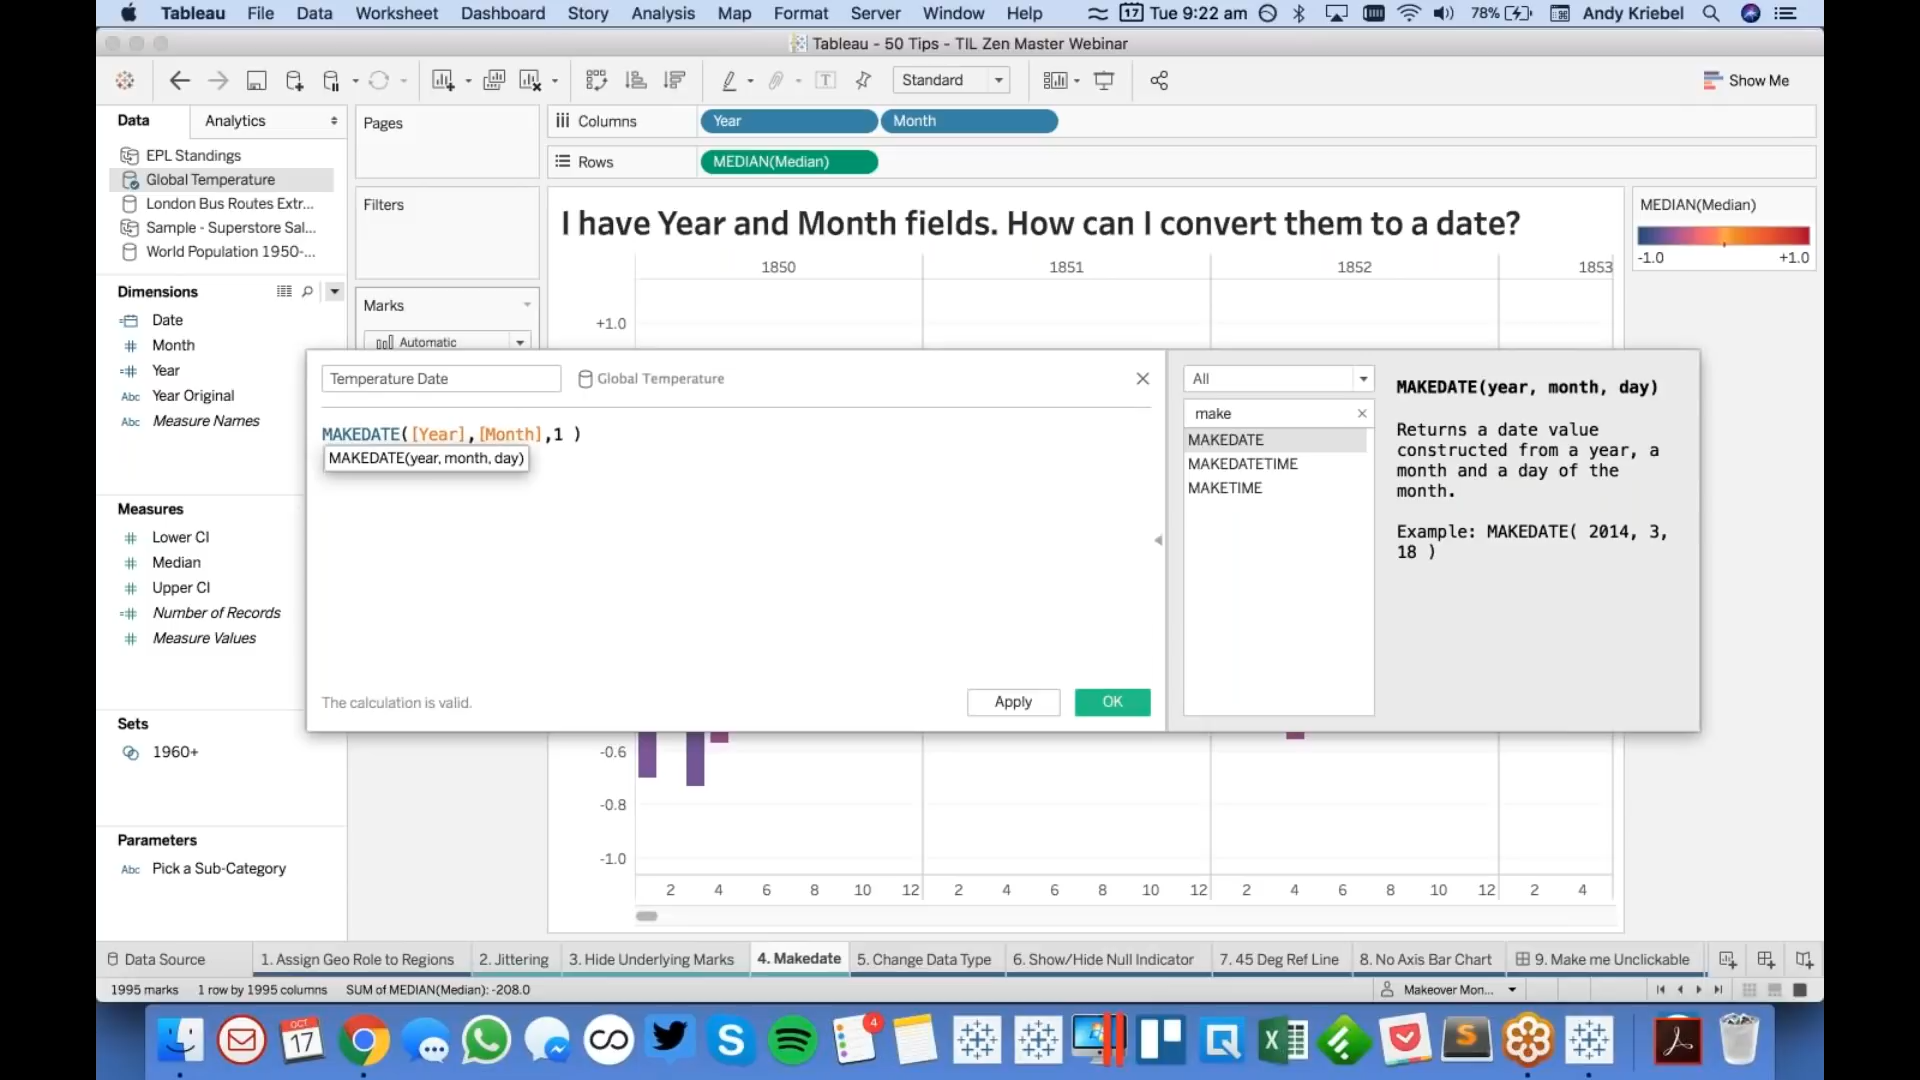 Tableau File Data Worksheet Dashboard Story Analysis Map Format Server Window Help 17 Tue 9:22 am 78% Andy Kriebel
Tableau - 50 Tips - TIL Zen Master Webinar
Standard Show Me
Data Analytics
EPL Standings
Global Temperature
London Bus Routes Extr...
Sample - Superstore Sal...
World Population 1950-...
Dimensions
Date
Month
Year
Abc Year Original
Abc Measure Names
Measures
Lower CI
Median
Upper CI
Number of Records
Measure Values
Sets
1960+
Parameters
Abc Pick a Sub-Category
Pages
Filters
Marks
Automatic
Columns Year Month
Rows MEDIAN(Median)
I have Year and Month fields. How can I convert them to a date?
1850 1851 1852 1853
+1.0
MEDIAN(Median)
-1.0 +1.0
Temperature Date Global Temperature
MAKEDATE([Year],[Month],1 )
MAKEDATE(year, month, day)
The calculation is valid.
Apply OK
All
make
MAKEDATE
MAKEDATETIME
MAKETIME
MAKEDATE(year, month, day)
Returns a date value
constructed from a year, a
month and a day of the
month.
Example: MAKEDATE( 2014, 3,
18 )
-0.6
-0.8
-1.0
2 4 6 8 10 12 2 4 6 8 10 12 2 4 6 8 10 12 2 4
Data Source 1. Assign Geo Role to Regions 2. Jittering 3. Hide Underlying Marks 4. Makedate 5. Change Data Type 6. Show/Hide Null Indicator 7. 45 Deg Ref Line 8. No Axis Bar Chart 9. Make me Unclickable
1995 marks 1 row by 1995 columns SUM of MEDIAN(Median): -208.0 Makeover Mon...
OCT
17
4